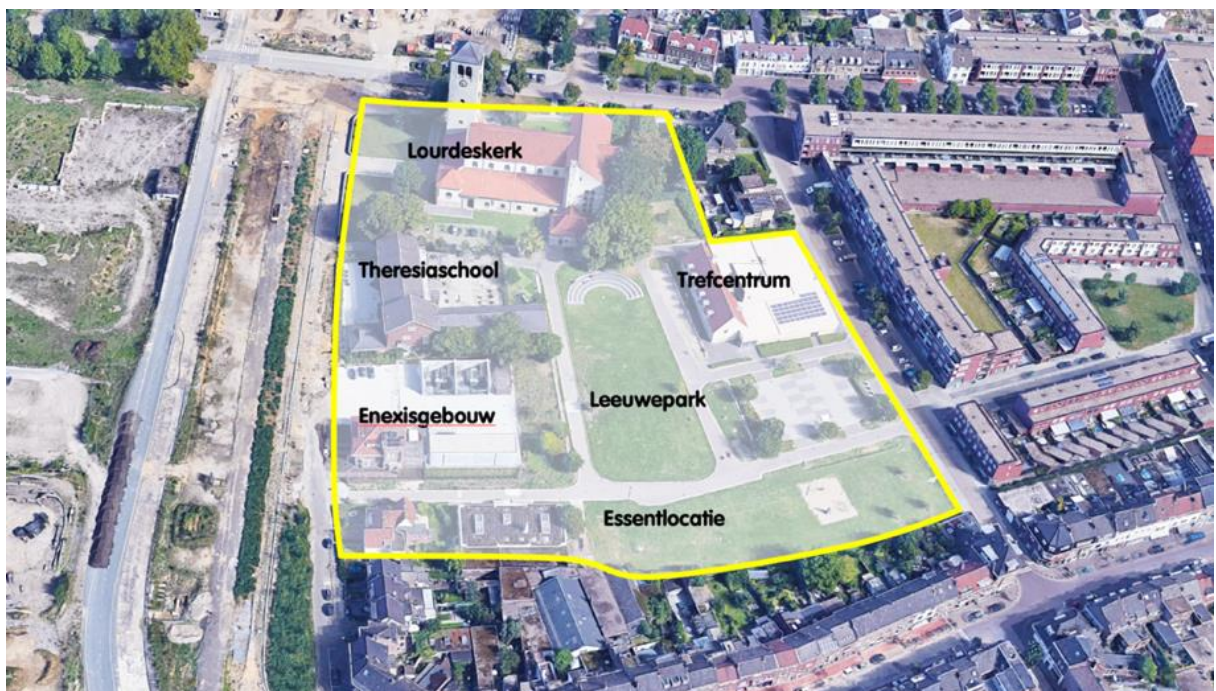 Lourdeskerk
Theresiaschool
Trefcentrum
Enexisgebouw
Leeuwepark
Essentlocatie